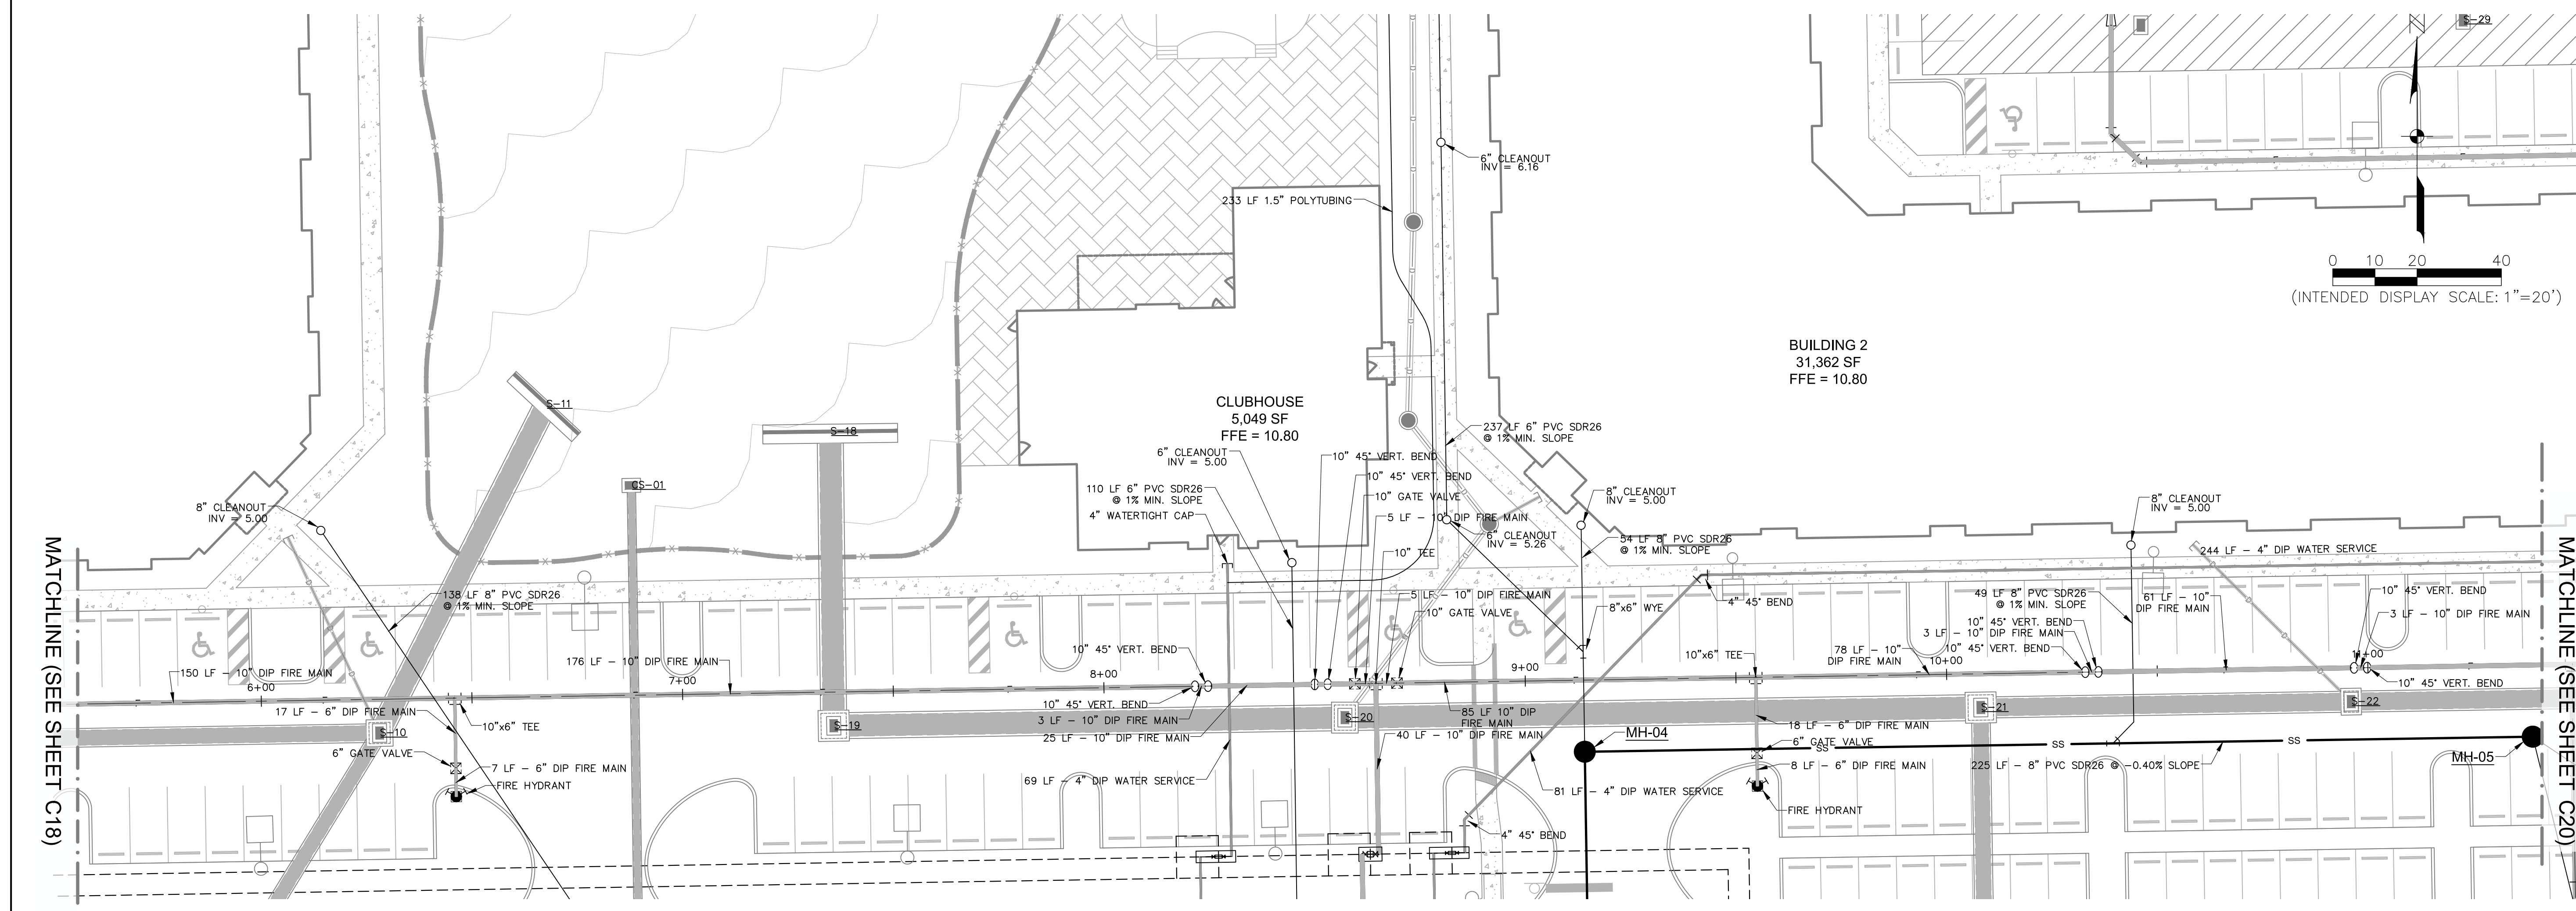 S-29
6" CLEANOUT
INV = 6.16
233 LF 1.5" POLYTUBING
0 10 20 40
(INTENDED DISPLAY SCALE: 1"=20')
BUILDING 2
31,362 SF
FFE = 10.80
CLUBHOUSE
5,049 SF
FFE = 10.80
S-11
S-18
CS-01
237 LF 6" PVC SDR26
@ 1% MIN. SLOPE
6" CLEANOUT
INV = 5.00
10" 45° VERT. BEND
10" 45° VERT. BEND
110 LF 6" PVC SDR26
@ 1% MIN. SLOPE
4" WATERTIGHT CAP
10" GATE VALVE
5 LF - 10" DIP FIRE MAIN
8" CLEANOUT
INV = 5.00
8" CLEANOUT
INV = 5.00
8" CLEANOUT
INV = 5.00
6" CLEANOUT
INV = 5.26
54 LF 8" PVC SDR26
@ 1% MIN. SLOPE
10" TEE
244 LF - 4" DIP WATER SERVICE
MATCHLINE (SEE SHEET C18)
MATCHLINE (SEE SHEET C20)
138 LF 8" PVC SDR26
@ 1% MIN. SLOPE
5 LF - 10" DIP FIRE MAIN
10" GATE VALVE
8"x6" WYE
4" 45° BEND
49 LF 8" PVC SDR26
@ 1% MIN. SLOPE
61 LF - 10"
DIP FIRE MAIN
10" 45° VERT. BEND
3 LF - 10" DIP FIRE MAIN
10" 45° VERT. BEND
3 LF - 10" DIP FIRE MAIN
10" 45° VERT. BEND
78 LF - 10"
DIP FIRE MAIN
10"x6" TEE
10" 45° VERT. BEND
176 LF - 10" DIP FIRE MAIN
150 LF - 10" DIP FIRE MAIN
6+00
7+00
8+00
9+00
10+00
11+00
10" 45° VERT. BEND
10" 45° VERT. BEND
3 LF - 10" DIP FIRE MAIN
25 LF - 10" DIP FIRE MAIN
17 LF - 6" DIP FIRE MAIN
10"x6" TEE
S-10
S-19
S-20
S-21
S-22
85 LF 10" DIP
FIRE MAIN
40 LF - 10" DIP FIRE MAIN
18 LF - 6" DIP FIRE MAIN
6" GATE VALVE
8 LF - 6" DIP FIRE MAIN
FIRE HYDRANT
MH-04
SS
SS
SS
MH-05
225 LF - 8" PVC SDR26 @ -0.40% SLOPE
6" GATE VALVE
7 LF - 6" DIP FIRE MAIN
FIRE HYDRANT
69 LF - 4" DIP WATER SERVICE
81 LF - 4" DIP WATER SERVICE
4" 45° BEND